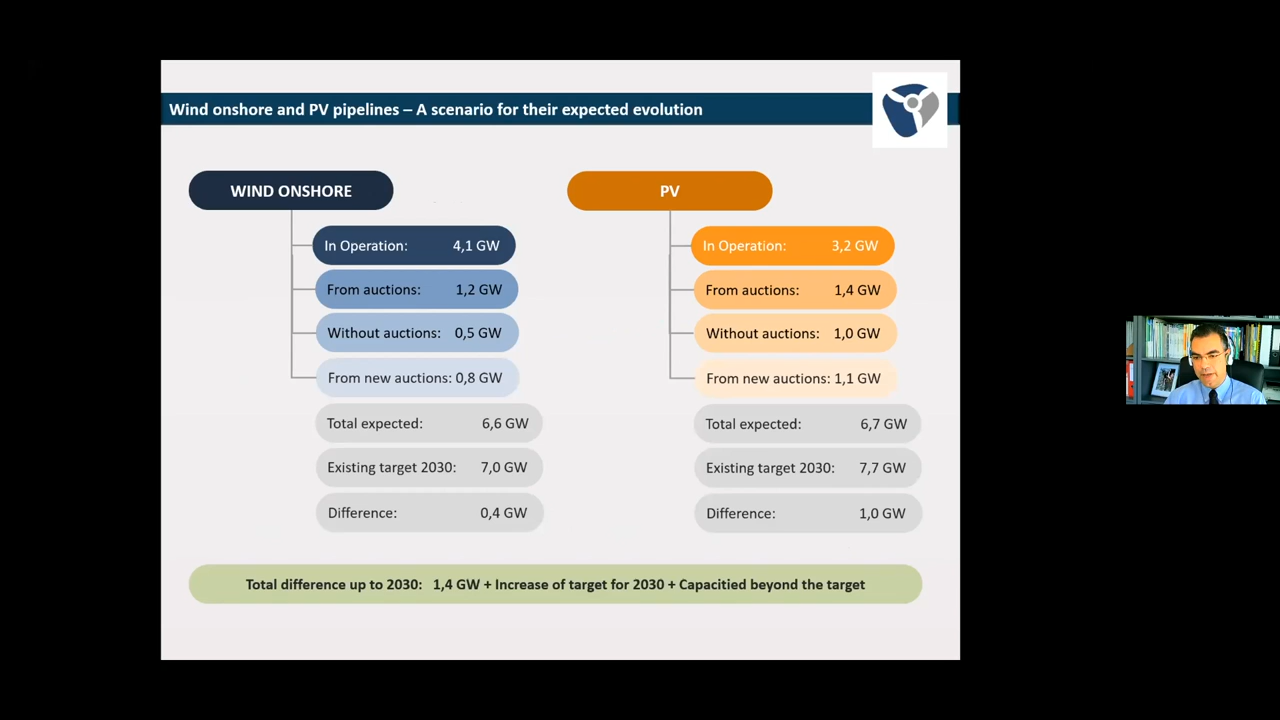 Wind onshore and PV pipelines – A scenario for their expected evolution
WIND ONSHORE
In Operation: 4,1 GW
From auctions: 1,2 GW
Without auctions: 0,5 GW
From new auctions: 0,8 GW
Total expected: 6,6 GW
Existing target 2030: 7,0 GW
Difference: 0,4 GW
PV
In Operation: 3,2 GW
From auctions: 1,4 GW
Without auctions: 1,0 GW
From new auctions: 1,1 GW
Total expected: 6,7 GW
Existing target 2030: 7,7 GW
Difference: 1,0 GW
Total difference up to 2030: 1,4 GW + Increase of target for 2030 + Capacitied beyond the target